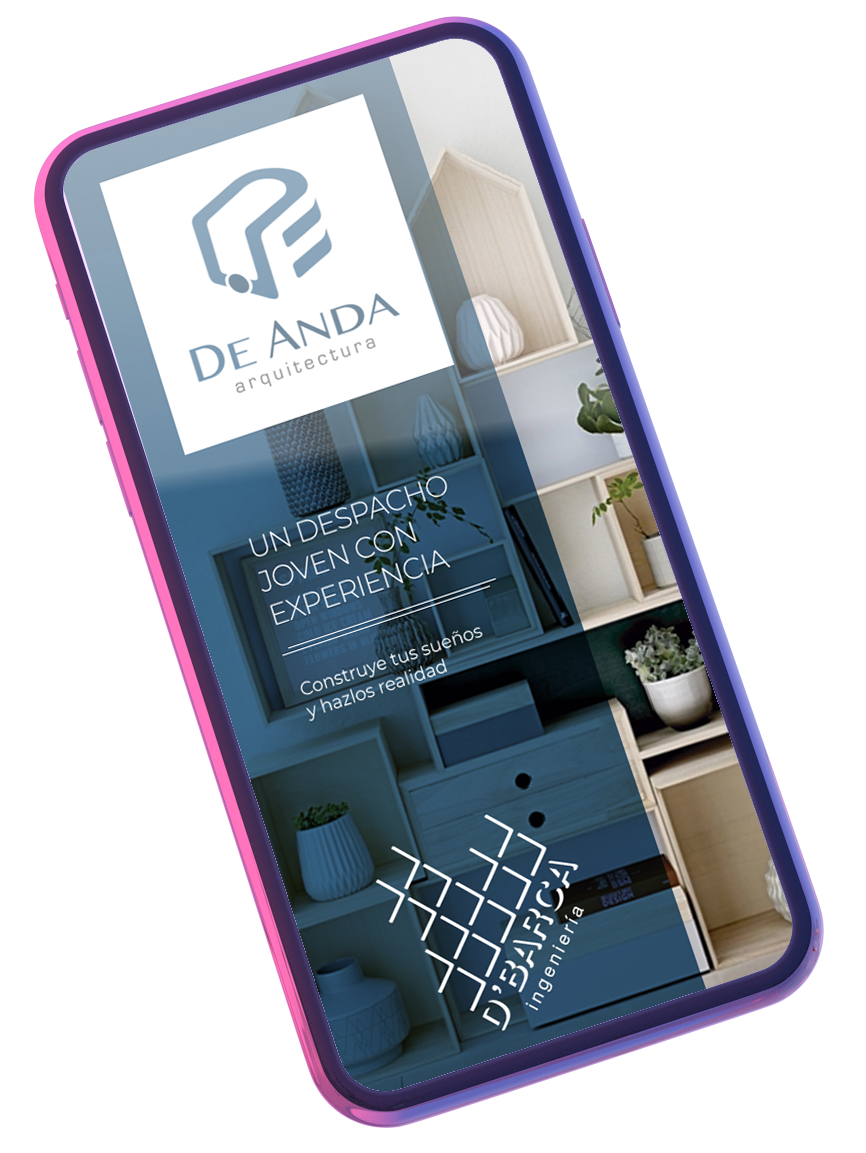 DE ANDA
arquitectura
UN DESPACHO
JOVEN CON
EXPERIENCIA
Construye tus sueños
y hazlos realidad
D'BARCA
ingeniería